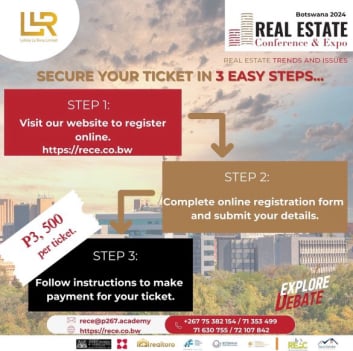 LLR
Botswana 2024
REAL ESTATE
Conference & Expo
REAL ESTATE TRENDS AND ISSUES
SECURE YOUR TICKET IN 3 EASY STEPS...
STEP 1:
Visit our website to register
online.
https://rece.co.bw
STEP 2:
Complete online registration form
and submit your details.
P3, 500
per ticket.
STEP 3:
Follow instructions to make
payment for your ticket.
EXPLORE
DEBATE
rece@p267.academy
https://rece.co.bw
+267 75 382 154 / 71 353 499
71 630 755 / 72 107 842
realtoro